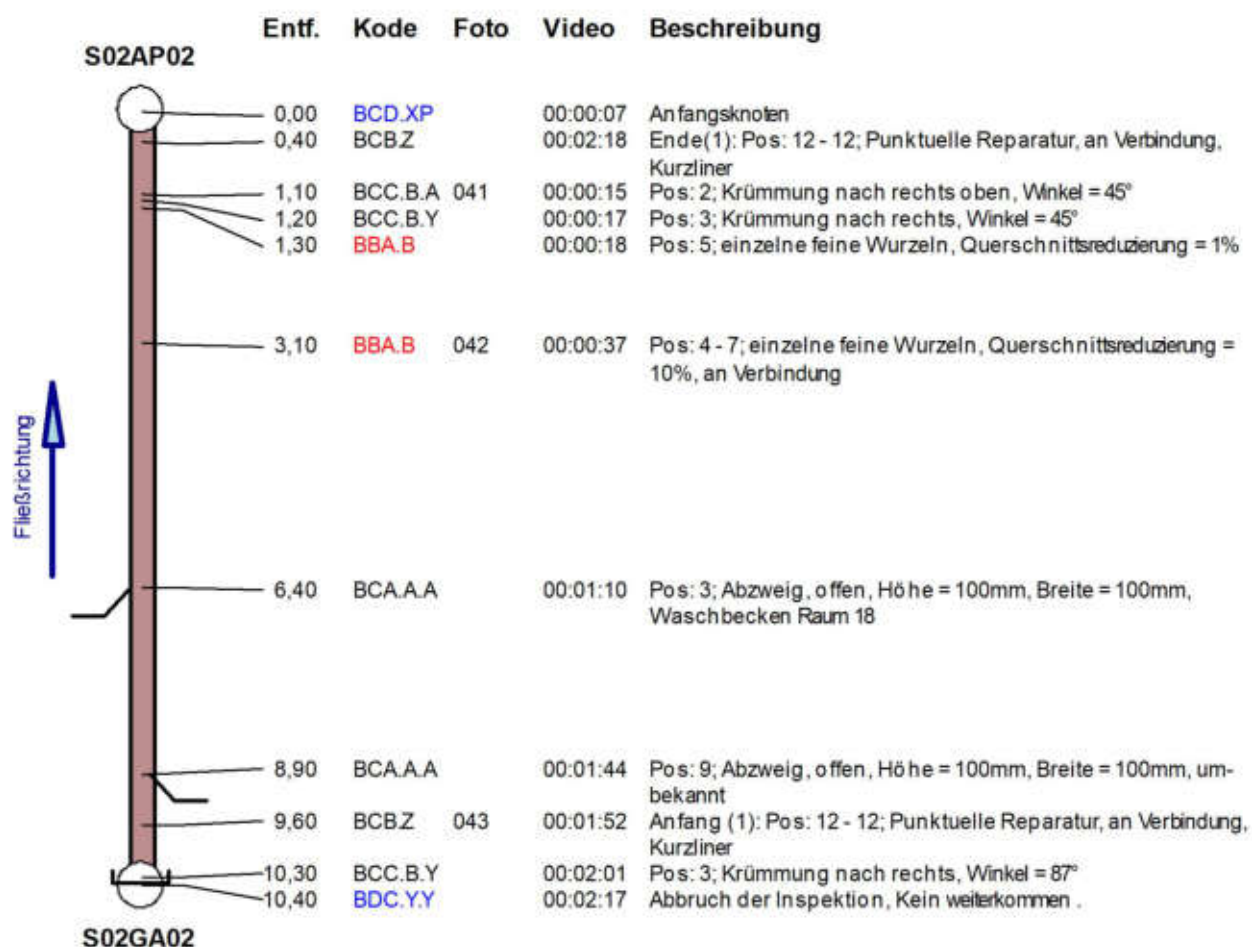 Entf. Kode Foto Video Beschreibung
S02AP02
0,00 BCD.XP 00:00:07 Anfangsknoten
0,40 BCB.Z 00:02:18 Ende(1): Pos: 12 - 12; Punktuelle Reparatur, an Verbindung,
Kurzliner
1,10 BCC.B.A 041 00:00:15 Pos: 2; Krümmung nach rechts oben, Winkel = 45°
1,20 BCC.B.Y 00:00:17 Pos: 3; Krümmung nach rechts, Winkel = 45°
1,30 BBA.B 00:00:18 Pos: 5; einzelne feine Wurzeln, Querschnittsreduzierung = 1%
3,10 BBA.B 042 00:00:37 Pos: 4 - 7; einzelne feine Wurzeln, Querschnittsreduzierung =
10%, an Verbindung
Fließrichtung
6,40 BCA.A.A 00:01:10 Pos: 3; Abzweig, offen, Höhe = 100mm, Breite = 100mm,
Waschbecken Raum 18
8,90 BCA.A.A 00:01:44 Pos: 9; Abzweig, offen, Höhe = 100mm, Breite = 100mm, um-
bekannt
9,60 BCB.Z 043 00:01:52 Anfang (1): Pos: 12 - 12; Punktuelle Reparatur, an Verbindung,
Kurzliner
10,30 BCC.B.Y 00:02:01 Pos: 3; Krümmung nach rechts, Winkel = 87°
10,40 BDC.Y.Y 00:02:17 Abbruch der Inspektion, Kein weiterkommen .
S02GA02